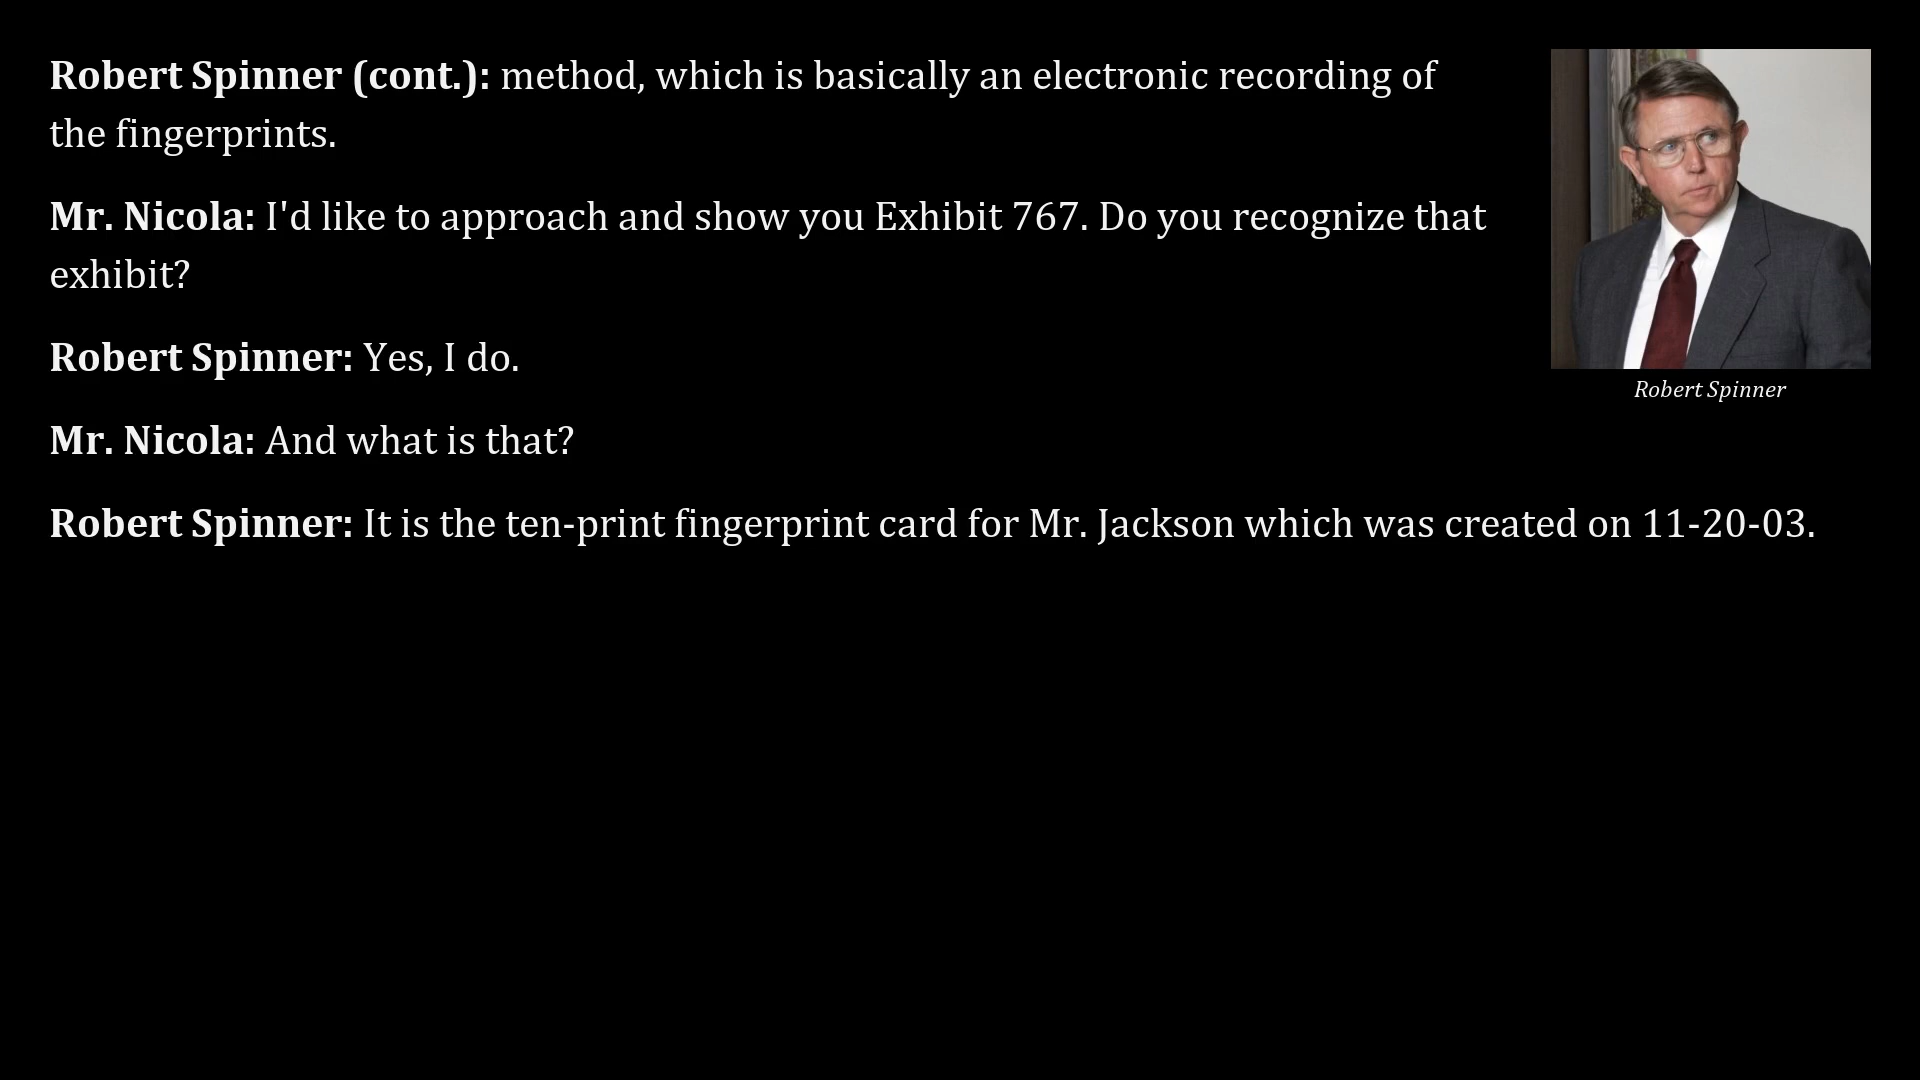 Robert Spinner (cont.): method, which is basically an electronic recording of
the fingerprints.
Mr. Nicola: I'd like to approach and show you Exhibit 767. Do you recognize that
exhibit?
Robert Spinner: Yes, I do.
Mr. Nicola: And what is that?
Robert Spinner: It is the ten-print fingerprint card for Mr. Jackson which was created on 11-20-03.
Robert Spinner